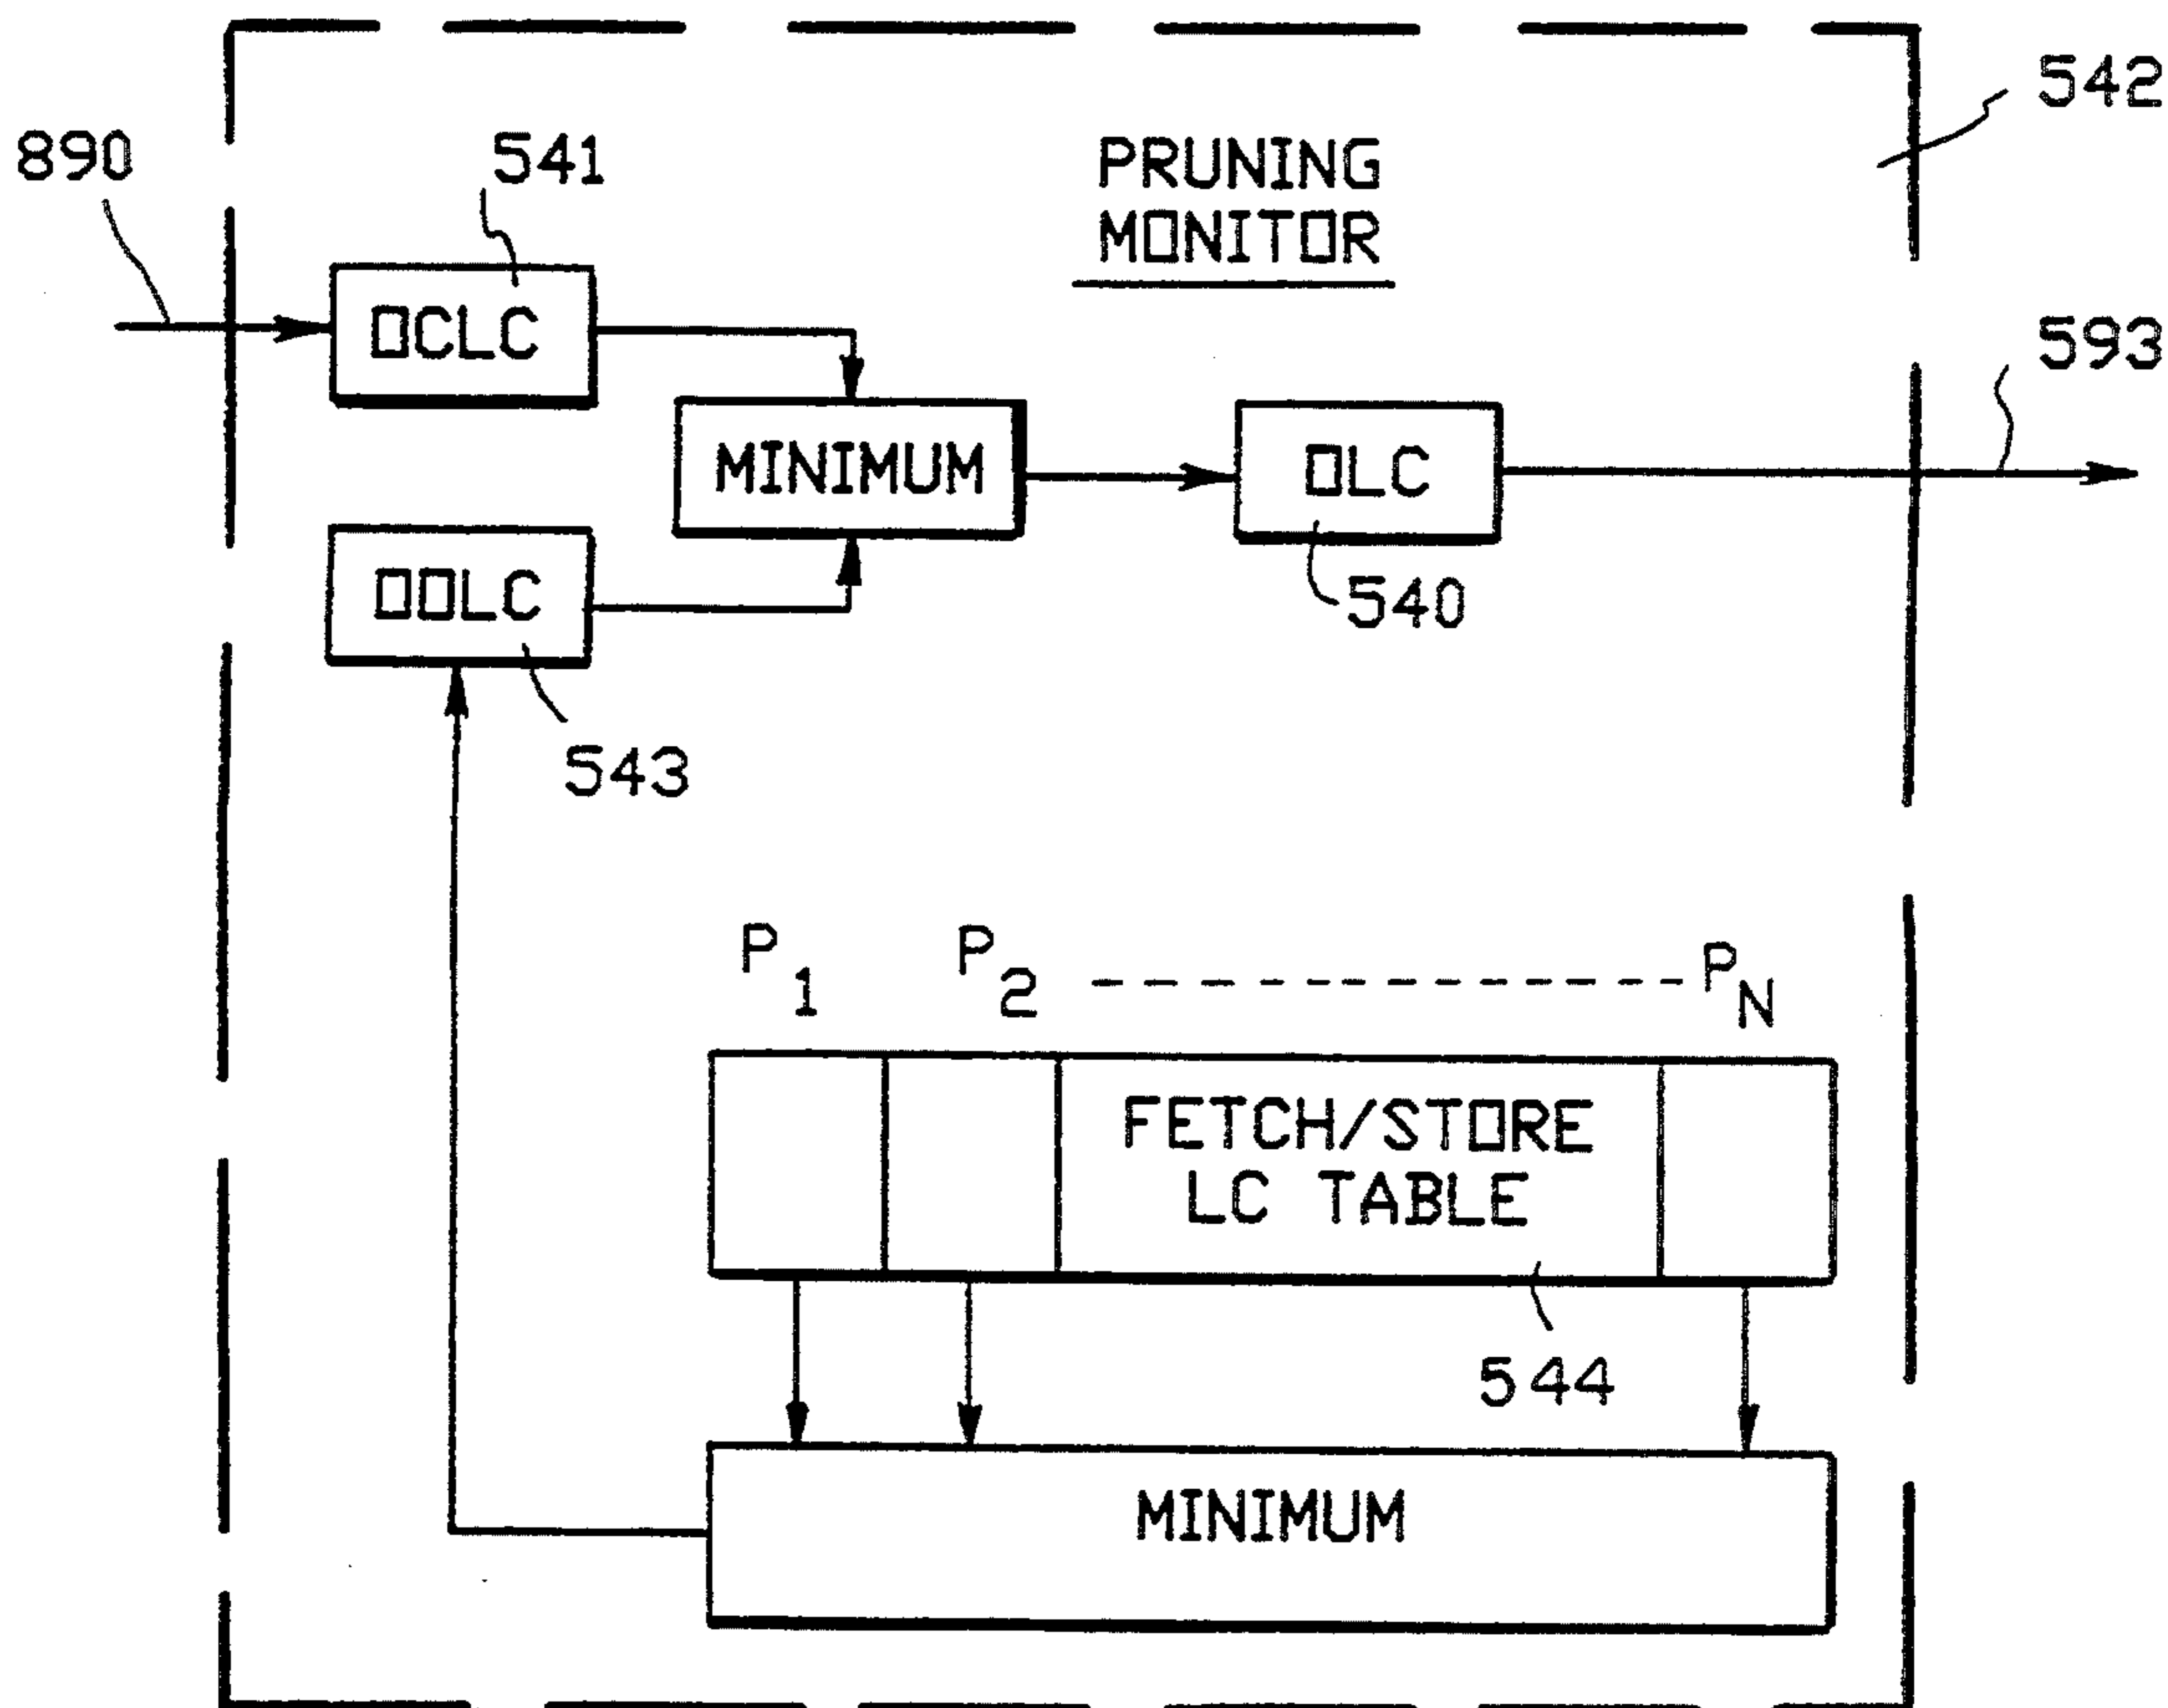 542
890
541
PRUNING
MONITOR
593
OCLC
MINIMUM
OLC
OOLC
540
543
P1
P2
PN
FETCH/STORE
LC TABLE
544
MINIMUM